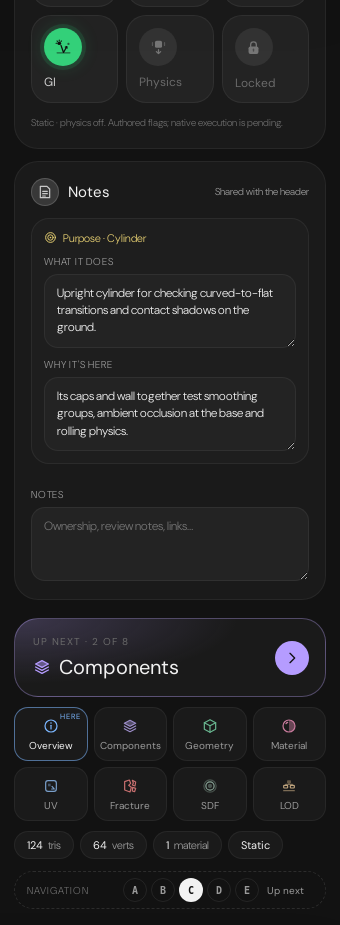 GI
Physics
Locked
Static · physics off. Authored flags; native execution is pending.
Notes
Shared with the header
Purpose · Cylinder
WHAT IT DOES
Upright cylinder for checking curved-to-flat
transitions and contact shadows on the
ground.
WHY IT'S HERE
Its caps and wall together test smoothing
groups, ambient occlusion at the base and
rolling physics.
NOTES
Ownership, review notes, links...
UP NEXT · 2 OF 8
Components
HERE
Overview
Components
Geometry
Material
UV
Fracture
SDF
LOD
124 tris
64 verts
1 material
Static
NAVIGATION
A B C D E Up next